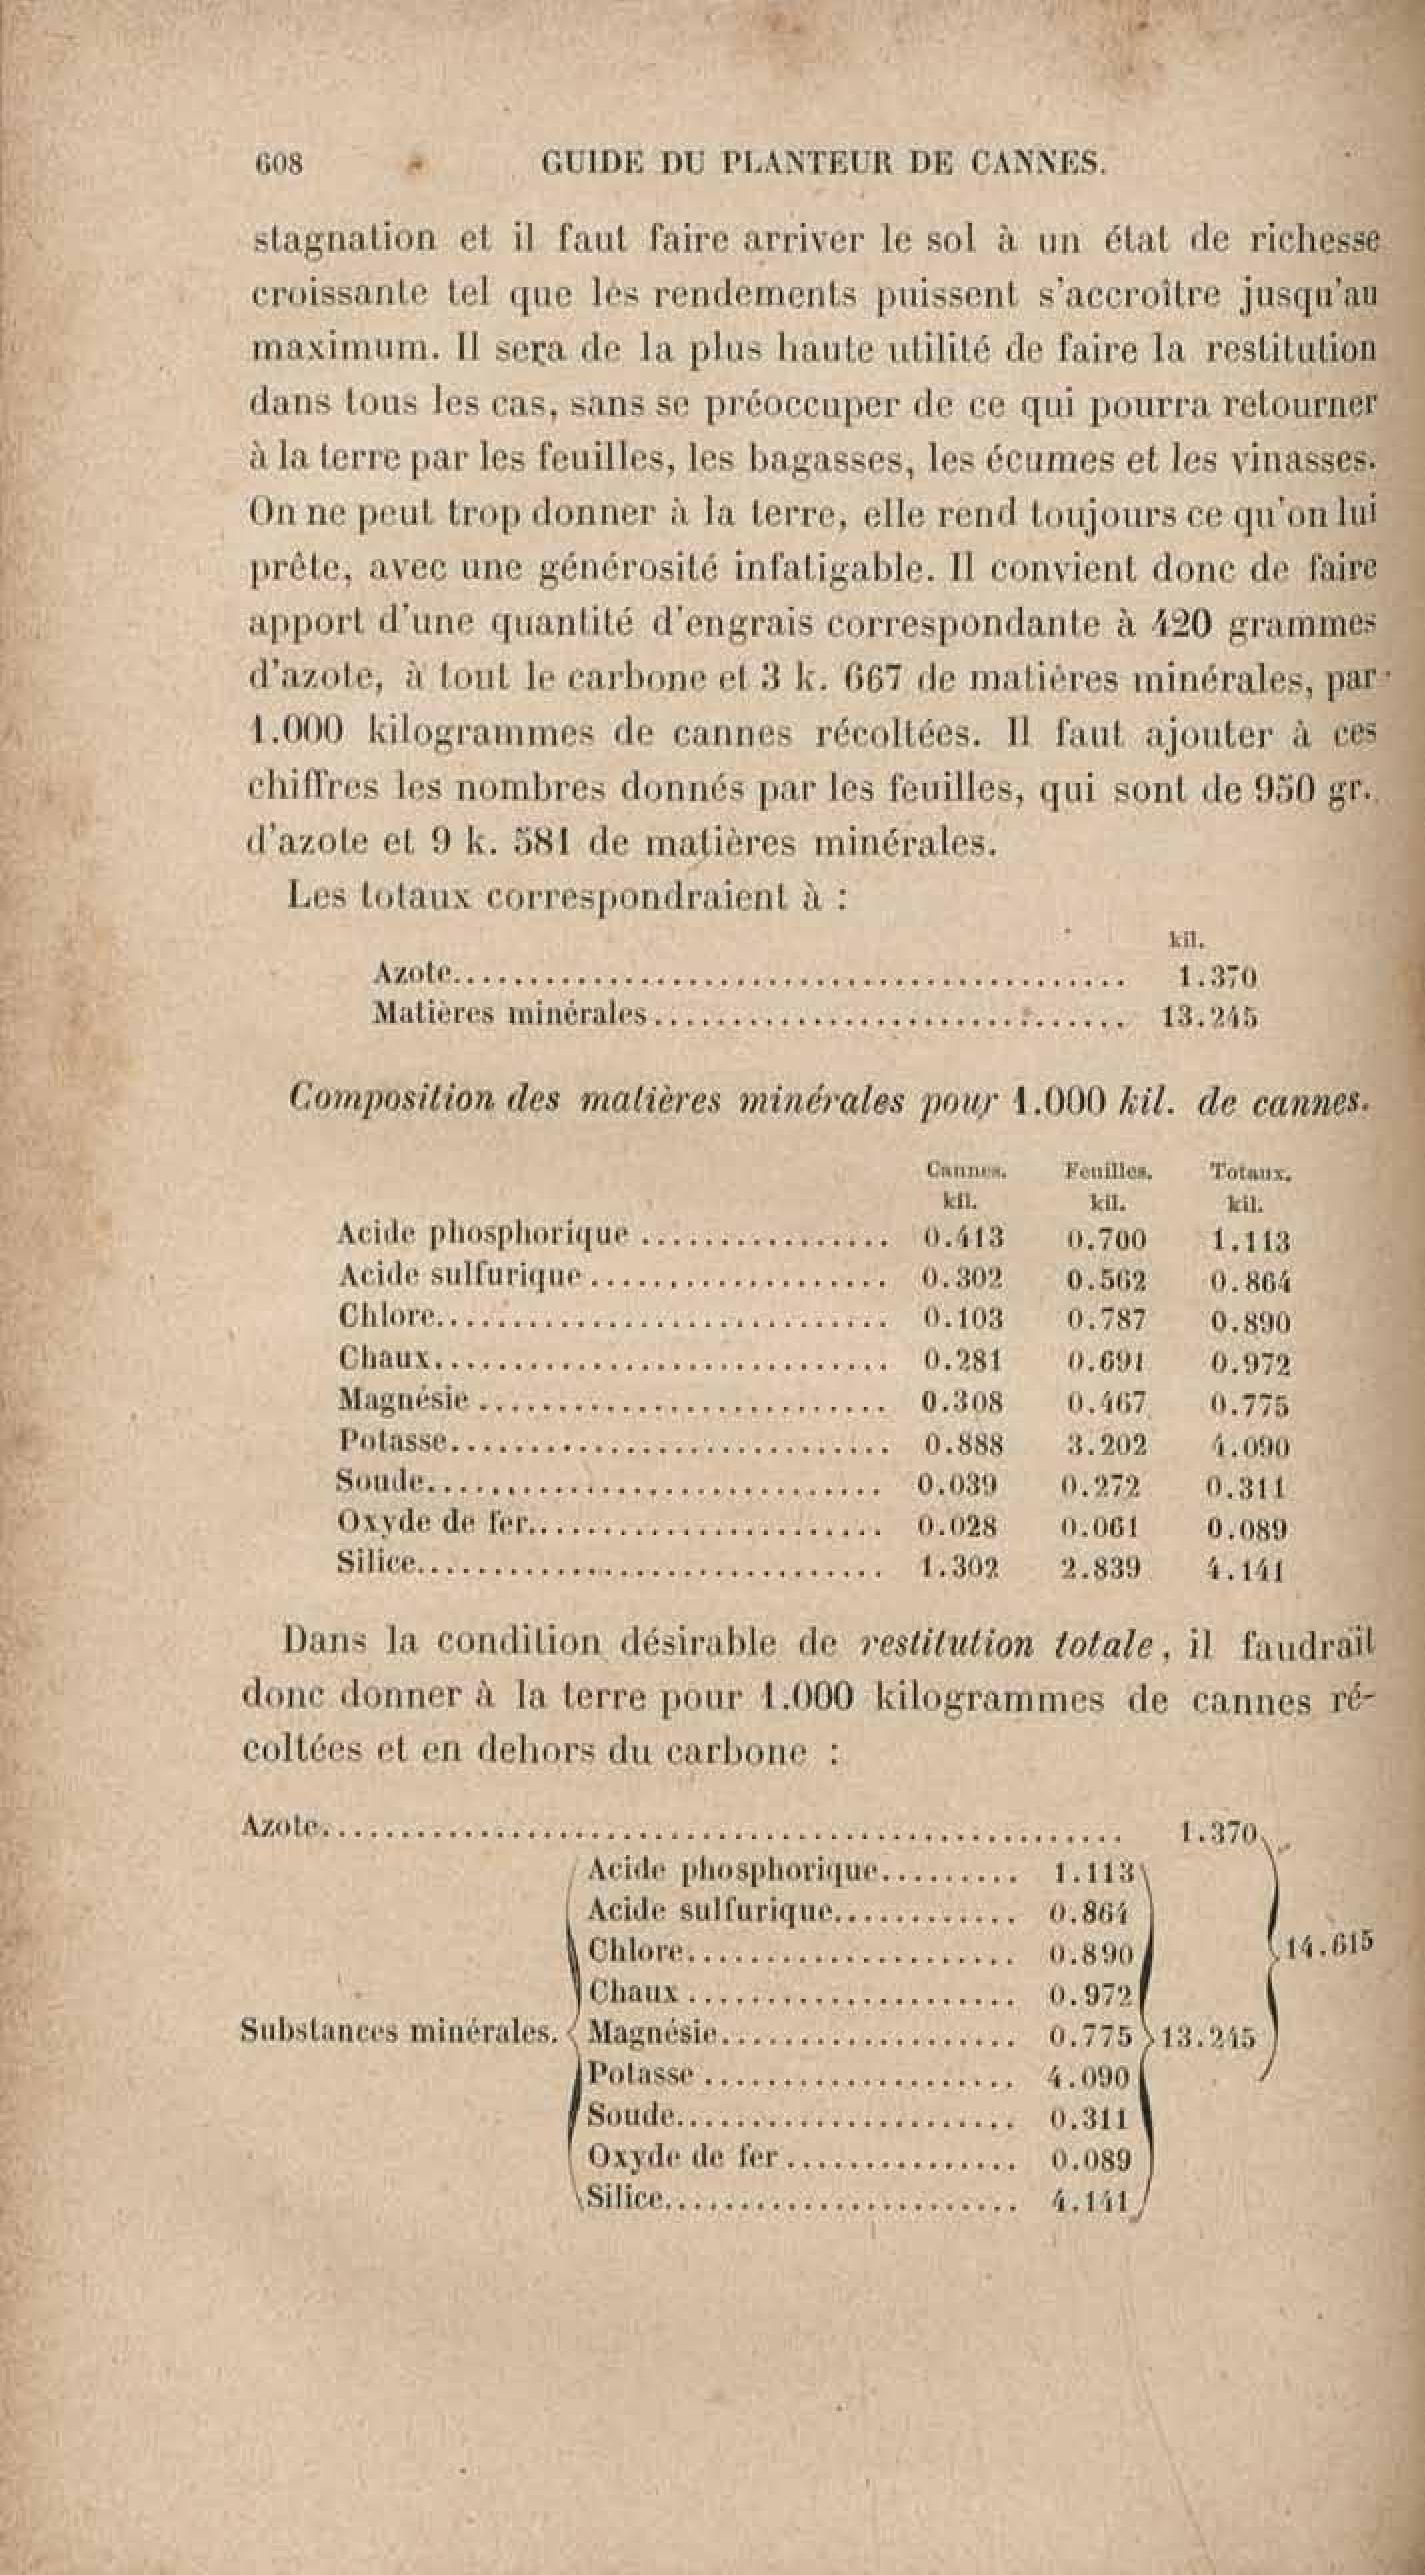 608 GUIDE DU PLANTEUR DE CANNES.
stagnation et il faut faire arriver le sol à un état de richesse
croissante tel que les rendements puissent s'accroître jusqu'au
maximum. Il sera de la plus haute utilité de faire la restitution
dans tous les cas, sans se préoccuper de ce qui pourra retourner
à la terre par les feuilles, les bagasses, les écumes et les vinasses.
On ne peut trop donner à la terre, elle rend toujours ce qu'on lui
prête, avec une générosité infatigable. Il convient donc de faire
apport d'une quantité d'engrais correspondante à 420 grammes
d'azote, à tout le carbone et 3 k. 667 de matières minérales, par
1.000 kilogrammes de cannes récoltées. Il faut ajouter à ces
chiffres les nombres donnés par les feuilles, qui sont de 950 gr.
d'azote et 9 k. 581 de matières minérales.
Les totaux correspondraient à :
kil.
Azote........................................... 1.370
Matières minérales.............................. 13.245
Composition des matières minérales pour 1.000 kil. de cannes.
Cannes. Feuilles. Totaux.
kil. kil. kil.
Acide phosphorique ................ 0.413 0.700 1.113
Acide sulfurique................... 0.302 0.562 0.864
Chlore............................. 0.103 0.787 0.890
Chaux.............................. 0.281 0.691 0.972
Magnésie .......................... 0.308 0.467 0.775
Potasse............................ 0.888 3.202 4.090
Soude.............................. 0.039 0.272 0.311
Oxyde de fer....................... 0.028 0.061 0.089
Silice............................. 1.302 2.839 4.141
Dans la condition désirable de restitution totale, il faudrait
donc donner à la terre pour 1.000 kilogrammes de cannes ré-
coltées et en dehors du carbone :
Azote................................................... 1.370
Acide phosphorique......... 1.113
Acide sulfurique............ 0.864
Chlore..................... 0.890 14.615
Chaux ..................... 0.972
Substances minérales. Magnésie................... 0.775 13.245
Potasse .................... 4.090
Soude...................... 0.311
Oxyde de fer ............... 0.089
Silice....................... 4.141